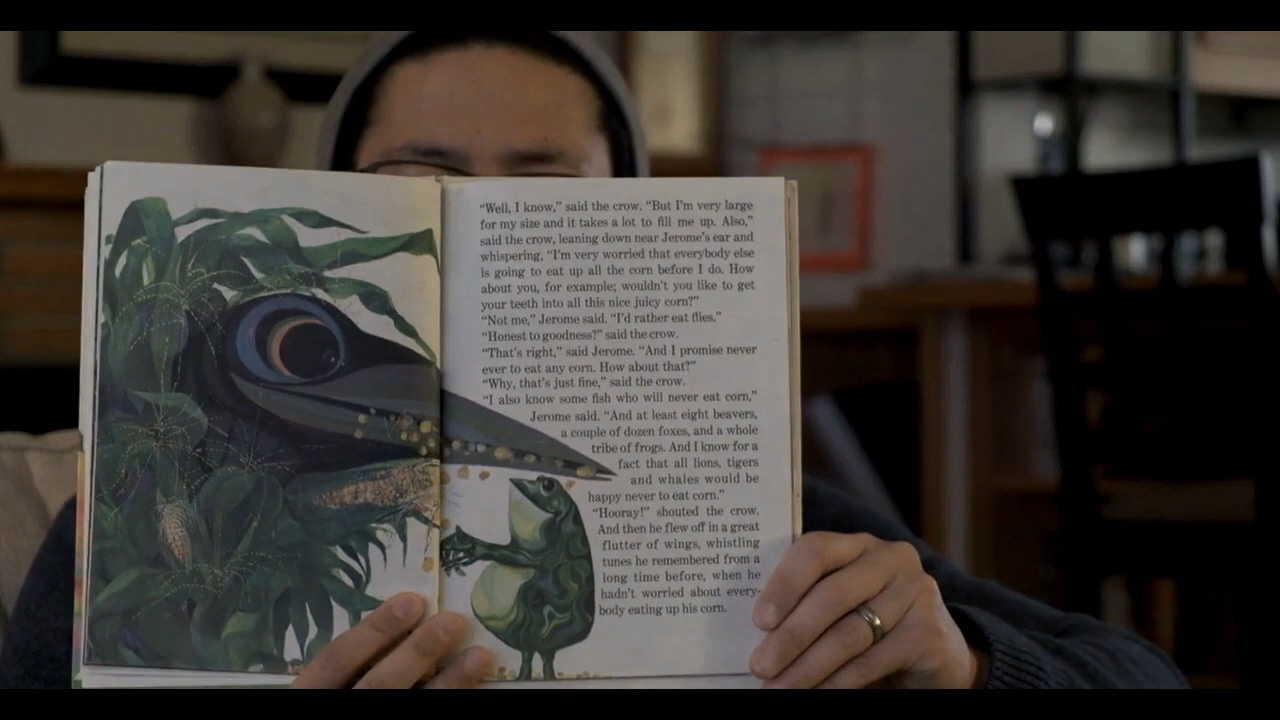 “Well, I know,” said the crow. “But I’m very large
for my size and it takes a lot to fill me up. Also,”
said the crow, leaning down near Jerome’s ear and
whispering, “I’m very worried that everybody else
is going to eat up all the corn before I do. How
about you, for example; wouldn’t you like to get
your teeth into all this nice juicy corn?”
“Not me,” Jerome said. “I’d rather eat flies.”
“Honest to goodness?” said the crow.
“That’s right,” said Jerome. “And I promise never
ever to eat any corn. How about that?”
“Why, that’s just fine,” said the crow.
“I also know some fish who will never eat corn,”
Jerome said. “And at least eight beavers,
a couple of dozen foxes, and a whole
tribe of frogs. And I know for a
fact that all lions, tigers
and whales would be
happy never to eat corn.”
“Hooray!” shouted the crow.
And then he flew off in a great
flutter of wings, whistling
tunes he remembered from a
long time before, when he
hadn’t worried about every-
body eating up his corn.